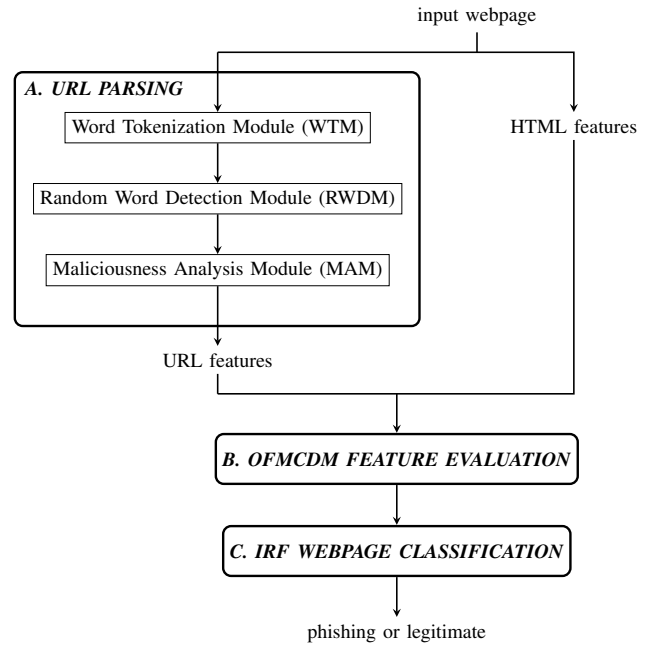 input webpage
A. URL PARSING
Word Tokenization Module (WTM)
HTML features
Random Word Detection Module (RWDM)
Maliciousness Analysis Module (MAM)
URL features
B. OFMCDM FEATURE EVALUATION
C. IRF WEBPAGE CLASSIFICATION
phishing or legitimate